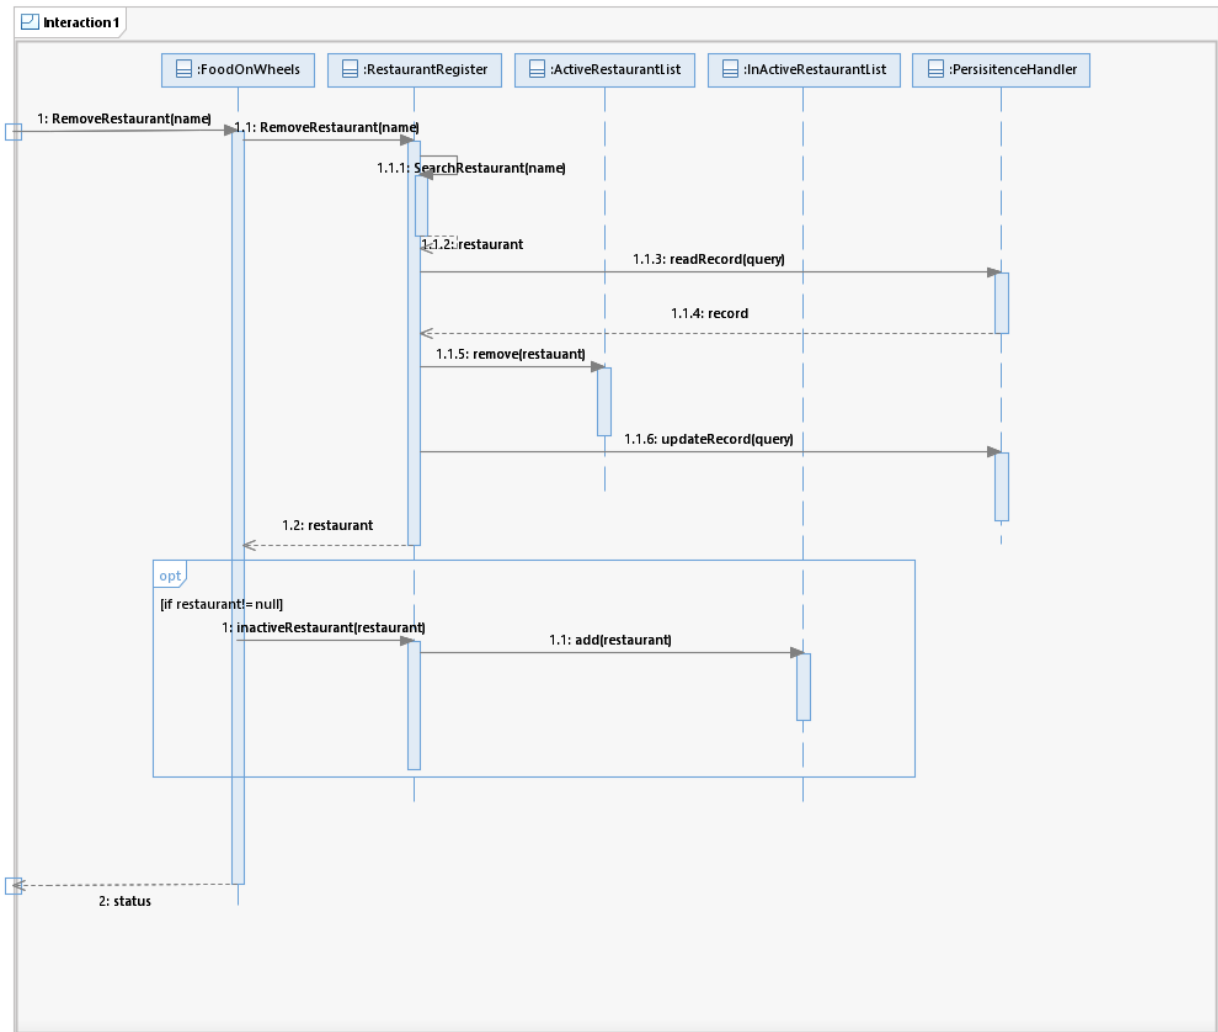 Interaction1
:FoodOnWheels
:RestaurantRegister
:ActiveRestaurantList
:InActiveRestaurantList
:PersisitenceHandler
1: RemoveRestaurant(name)
1.1: RemoveRestaurant(name)
1.1.1: SearchRestaurant(name)
1.1.2: restaurant
1.1.3: readRecord(query)
1.1.4: record
1.1.5: remove(restauant)
1.1.6: updateRecord(query)
1.2: restaurant
opt
[if restaurant!= null]
1: inactiveRestaurant(restaurant)
1.1: add(restaurant)
2: status